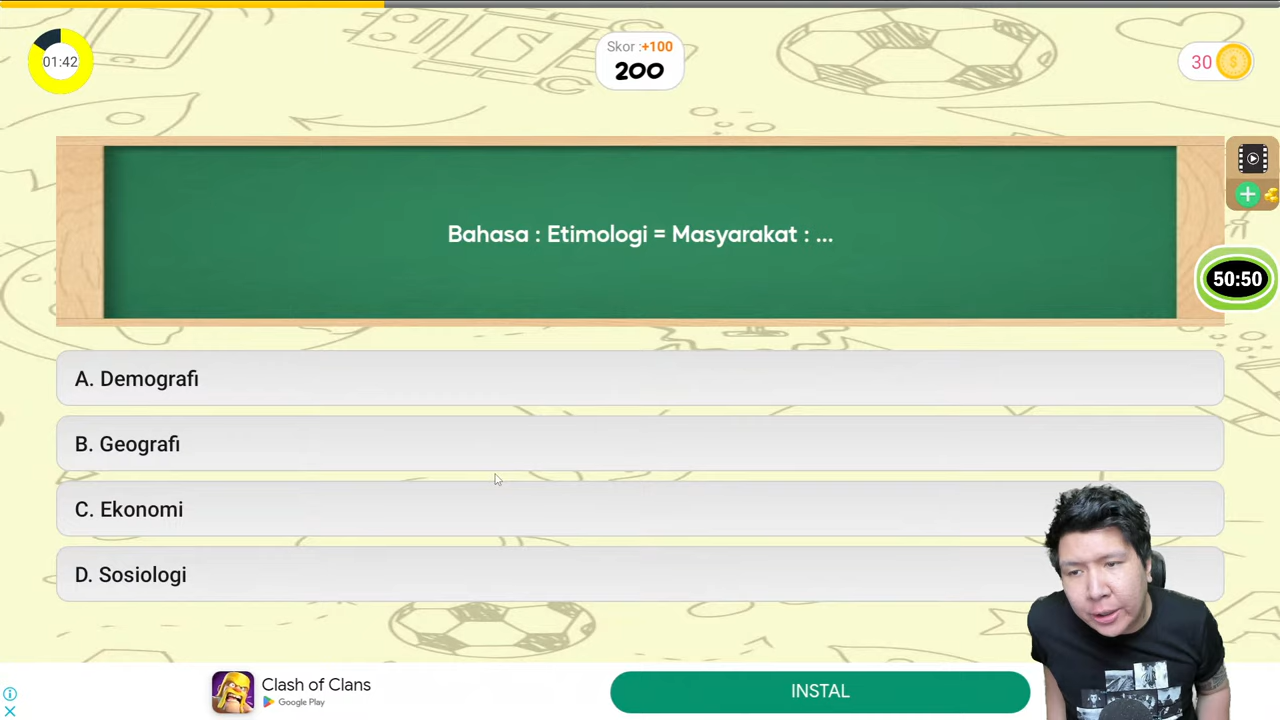 01:42
Skor :+100
200
30
Bahasa : Etimologi = Masyarakat : ...
50:50
A. Demografi
B. Geografi
C. Ekonomi
D. Sosiologi
Clash of Clans
Google Play
INSTAL